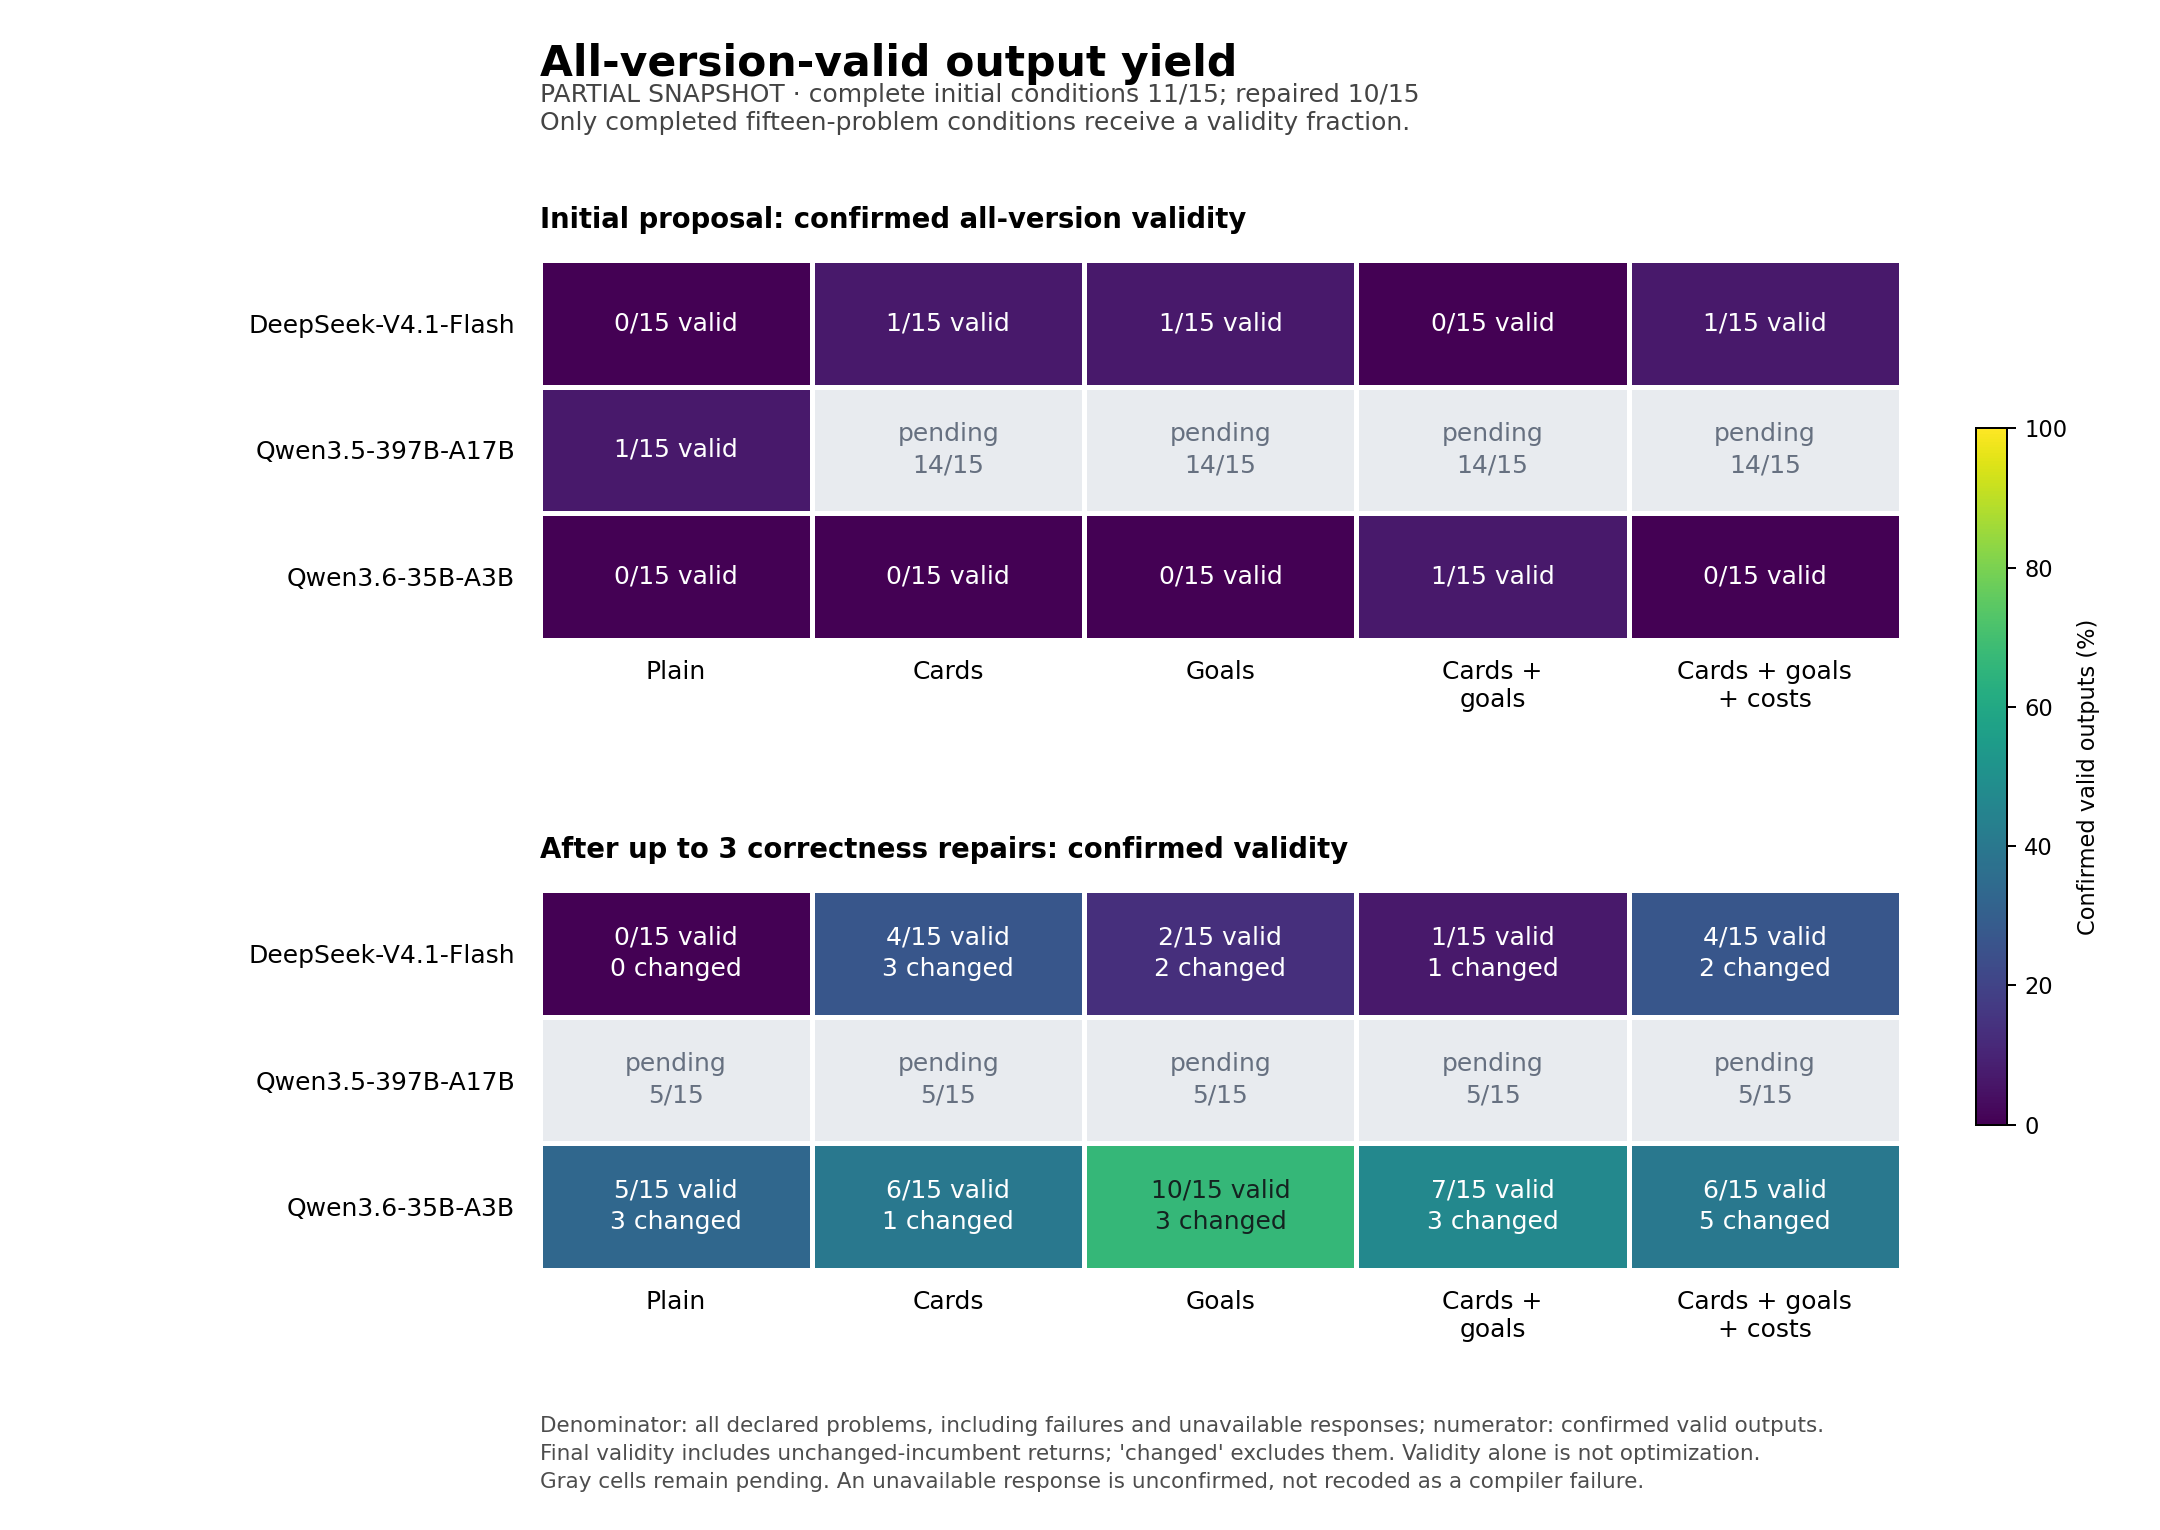 All-version-valid output yield
PARTIAL SNAPSHOT · complete initial conditions 11/15; repaired 10/15
Only completed fifteen-problem conditions receive a validity fraction.
Initial proposal: confirmed all-version validity
DeepSeek-V4.1-Flash
0/15 valid
1/15 valid
1/15 valid
0/15 valid
1/15 valid
Qwen3.5-397B-A17B
1/15 valid
pending
14/15
pending
14/15
pending
14/15
pending
14/15
Qwen3.6-35B-A3B
0/15 valid
0/15 valid
0/15 valid
1/15 valid
0/15 valid
Plain
Cards
Goals
Cards +
goals
Cards + goals
+ costs
After up to 3 correctness repairs: confirmed validity
DeepSeek-V4.1-Flash
0/15 valid
0 changed
4/15 valid
3 changed
2/15 valid
2 changed
1/15 valid
1 changed
4/15 valid
2 changed
Qwen3.5-397B-A17B
pending
5/15
pending
5/15
pending
5/15
pending
5/15
pending
5/15
Qwen3.6-35B-A3B
5/15 valid
3 changed
6/15 valid
1 changed
10/15 valid
3 changed
7/15 valid
3 changed
6/15 valid
5 changed
Plain
Cards
Goals
Cards +
goals
Cards + goals
+ costs
100
80
60
40
20
0
Confirmed valid outputs (%)
Denominator: all declared problems, including failures and unavailable responses; numerator: confirmed valid outputs.
Final validity includes unchanged-incumbent returns; 'changed' excludes them. Validity alone is not optimization.
Gray cells remain pending. An unavailable response is unconfirmed, not recoded as a compiler failure.